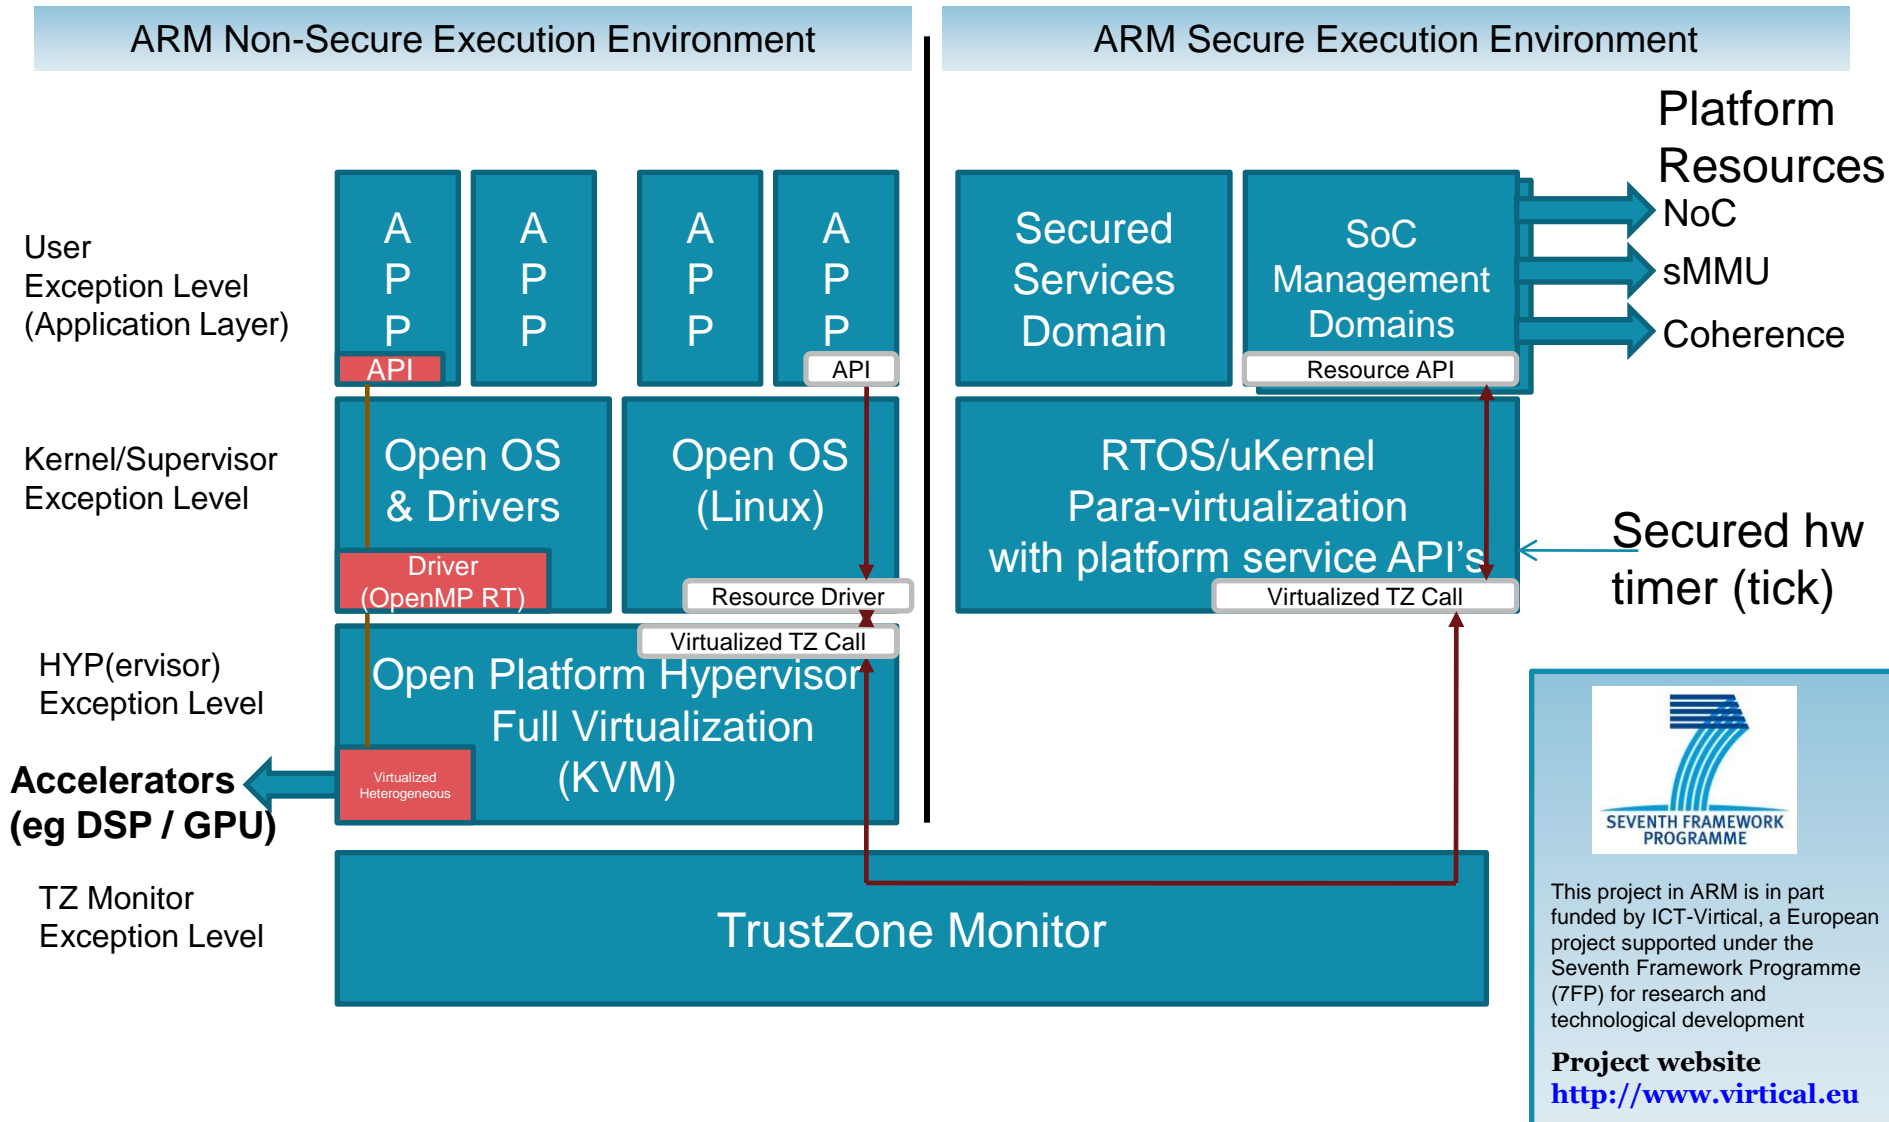 ARM Non-Secure Execution Environment
ARM Secure Execution Environment
Platform
Resources
NoC
sMMU
Coherence
User
Exception Level
(Application Layer)
A
P
P
API
A
P
P
A
P
P
A
P
P
API
Secured
Services
Domain
SoC
Management
Domains
Resource API
Kernel/Supervisor
Exception Level
Open OS
& Drivers
Driver
(OpenMP RT)
Open OS
(Linux)
Resource Driver
RTOS/uKernel
Para-virtualization
with platform service API's
Virtualized TZ Call
Secured hw
timer (tick)
HYP(ervisor)
Exception Level
Virtualized TZ Call
Open Platform Hypervisor
Full Virtualization
(KVM)
Virtualized
Heterogeneous
Accelerators
(eg DSP / GPU)
TZ Monitor
Exception Level
TrustZone Monitor
SEVENTH FRAMEWORK
PROGRAMME
This project in ARM is in part
funded by ICT-Virtical, a European
project supported under the
Seventh Framework Programme
(7FP) for research and
technological development
Project website
http://www.virtical.eu